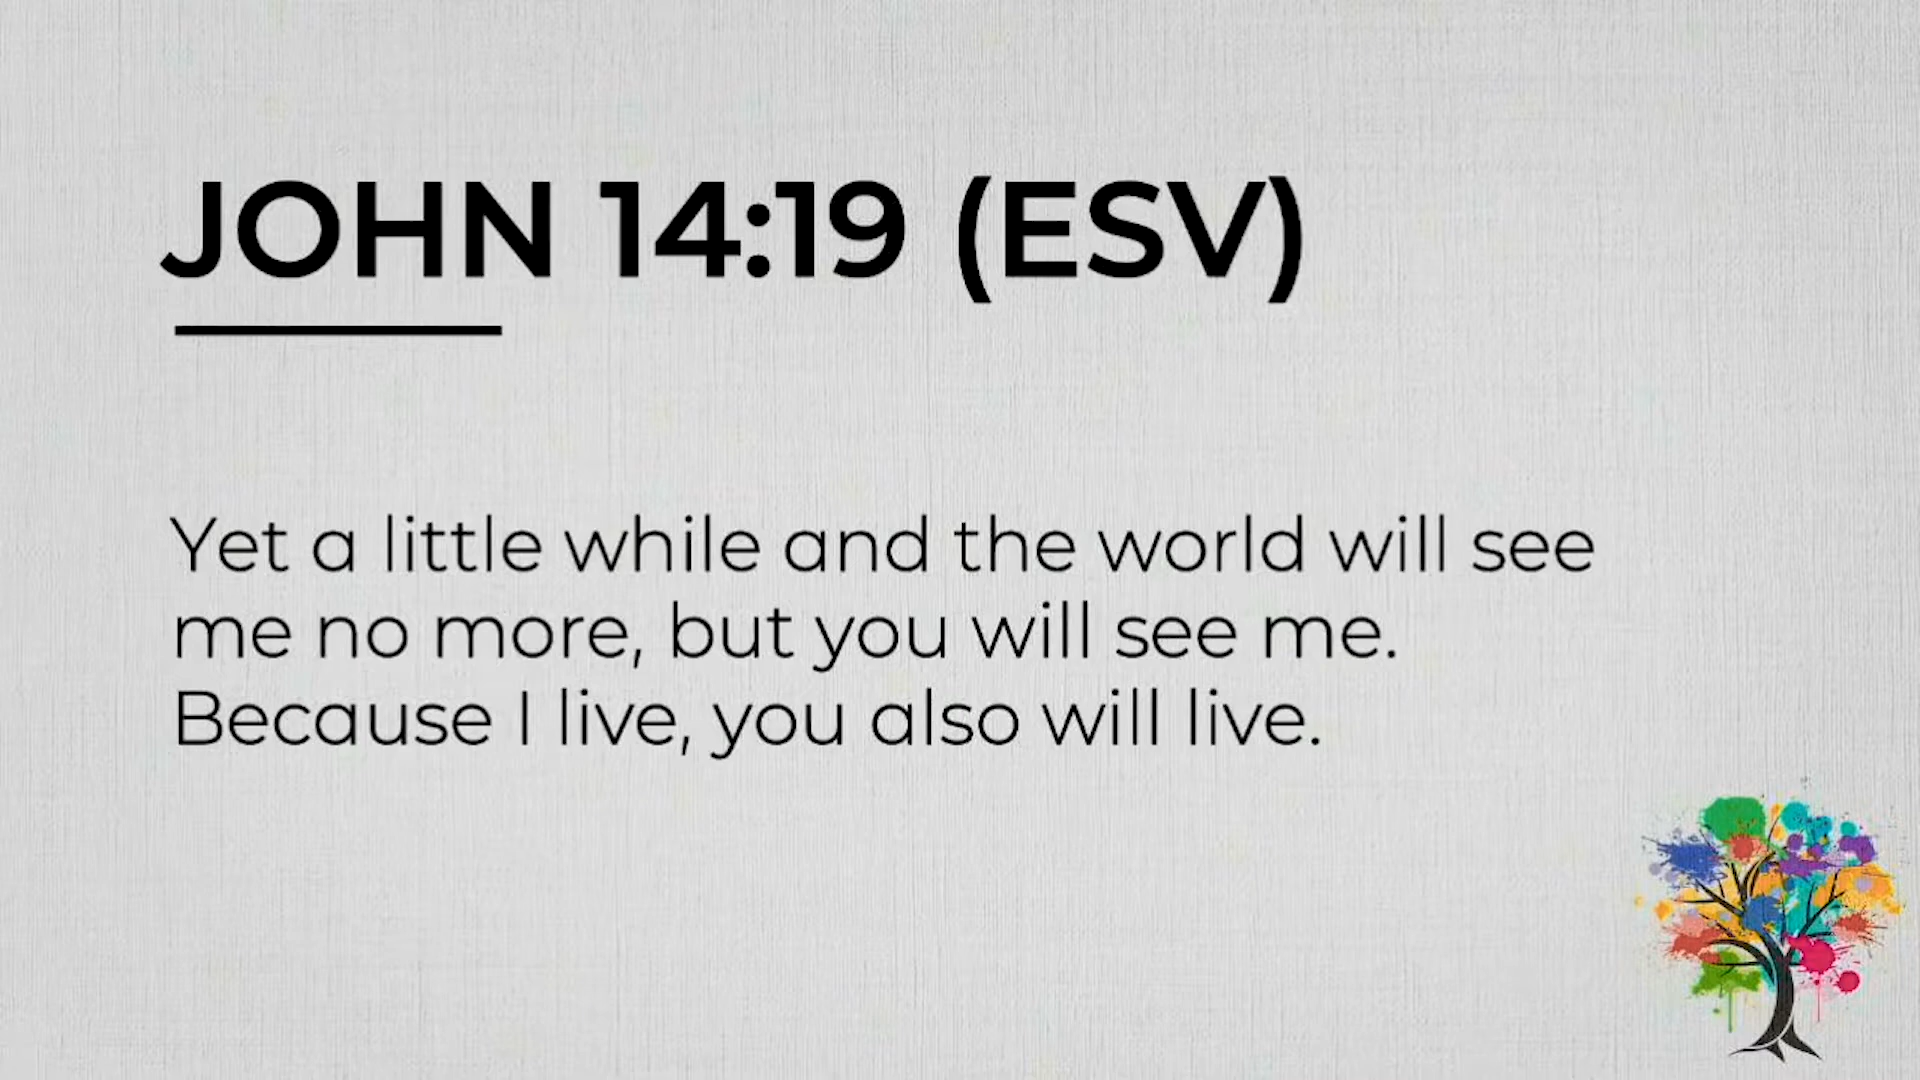 JOHN 14:19 (ESV)
Yet a little while and the world will see
me no more, but you will see me.
Because I live, you also will live.